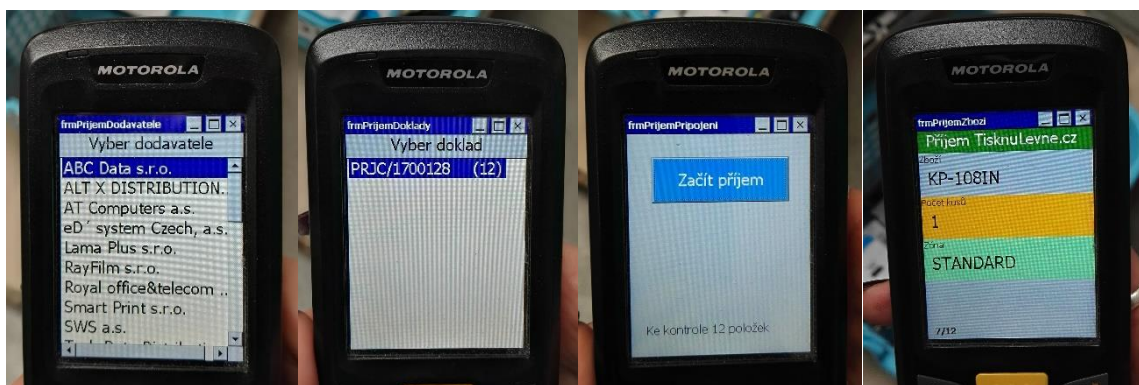 MOTOROLA
frmPrijemDodavatele
Vyber dodavatele
ABC Data s.r.o.
ALT X DISTRIBUTION.
AT Computers a.s.
eD´system Czech, a.s.
Lama Plus s.r.o.
RayFilm s.r.o.
Royal office&telecom ..
Smart Print s.r.o.
SWS a.s.
MOTOROLA
frmPrijemDoklady
Vyber doklad
PRJC/1700128 (12)
MOTOROLA
frmPrijemPripojeni
Začít příjem
Ke kontrole 12 položek
MOTOROLA
frmPrijemZbozi
Příjem TisknuLevne.cz
Zboží
KP-108IN
Počet kusů
1
Zóna
STANDARD
7/12